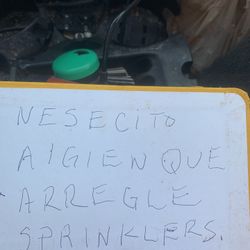 NESECITO
AIGIEN QUE
ARREGLE
SPRINKLERS.